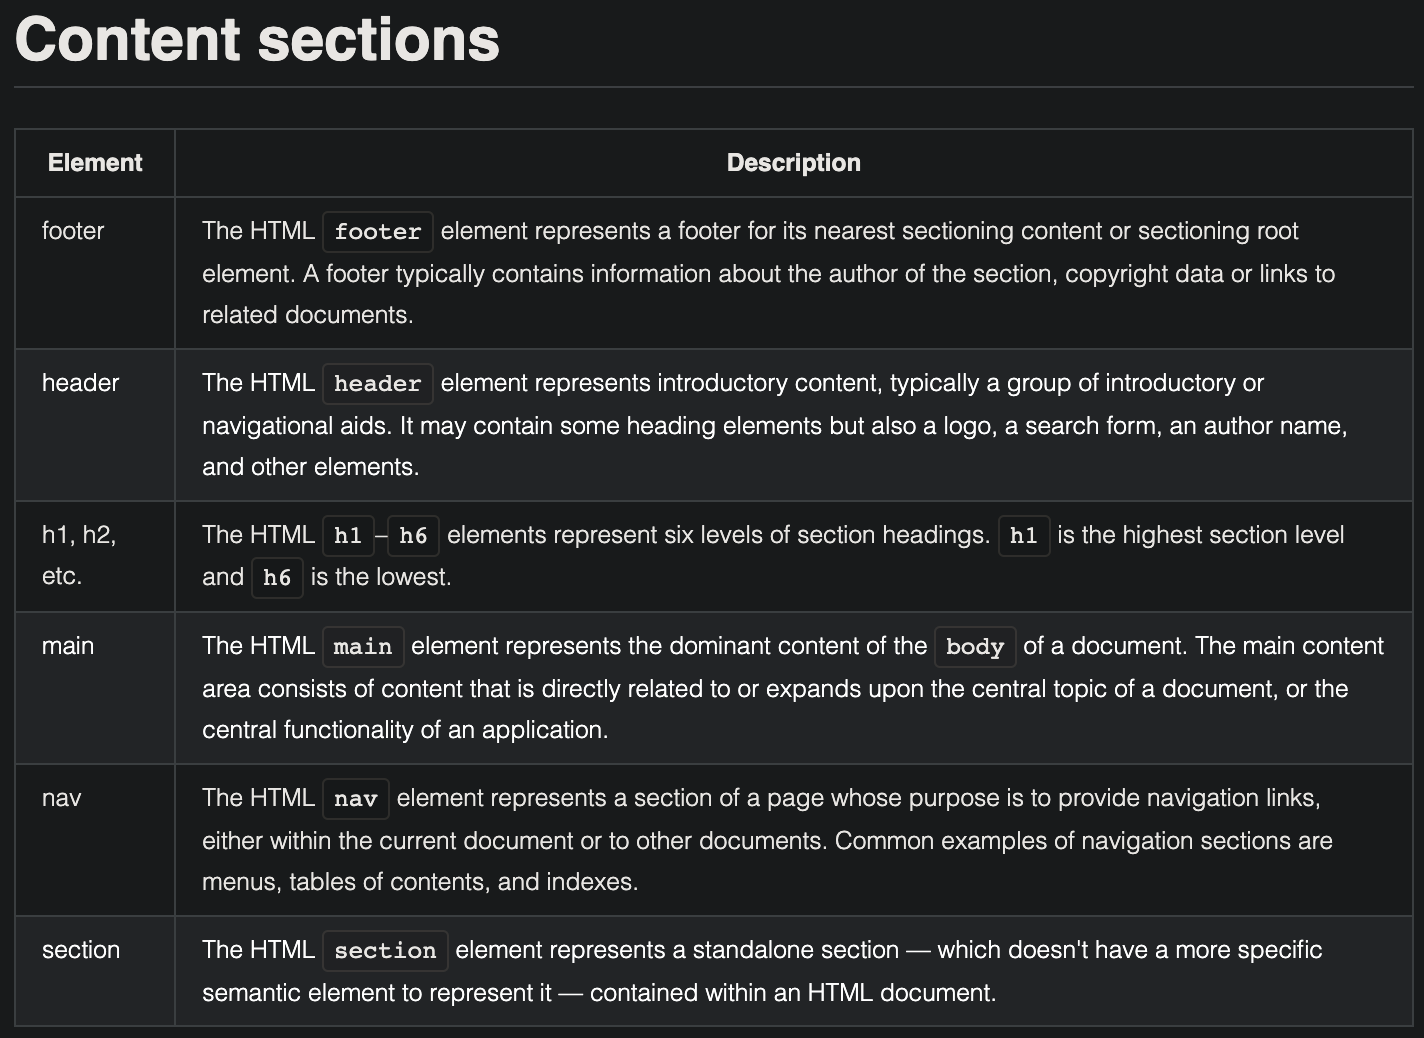 Content sections
Element
Description
footer
The HTML footer element represents a footer for its nearest sectioning content or sectioning root
element. A footer typically contains information about the author of the section, copyright data or links to
related documents.
header
The HTML header element represents introductory content, typically a group of introductory or
navigational aids. It may contain some heading elements but also a logo, a search form, an author name,
and other elements.
h1, h2,
etc.
The HTML h1–h6 elements represent six levels of section headings. h1 is the highest section level
and h6 is the lowest.
main
The HTML main element represents the dominant content of the body of a document. The main content
area consists of content that is directly related to or expands upon the central topic of a document, or the
central functionality of an application.
nav
The HTML nav element represents a section of a page whose purpose is to provide navigation links,
either within the current document or to other documents. Common examples of navigation sections are
menus, tables of contents, and indexes.
section
The HTML section element represents a standalone section — which doesn't have a more specific
semantic element to represent it — contained within an HTML document.